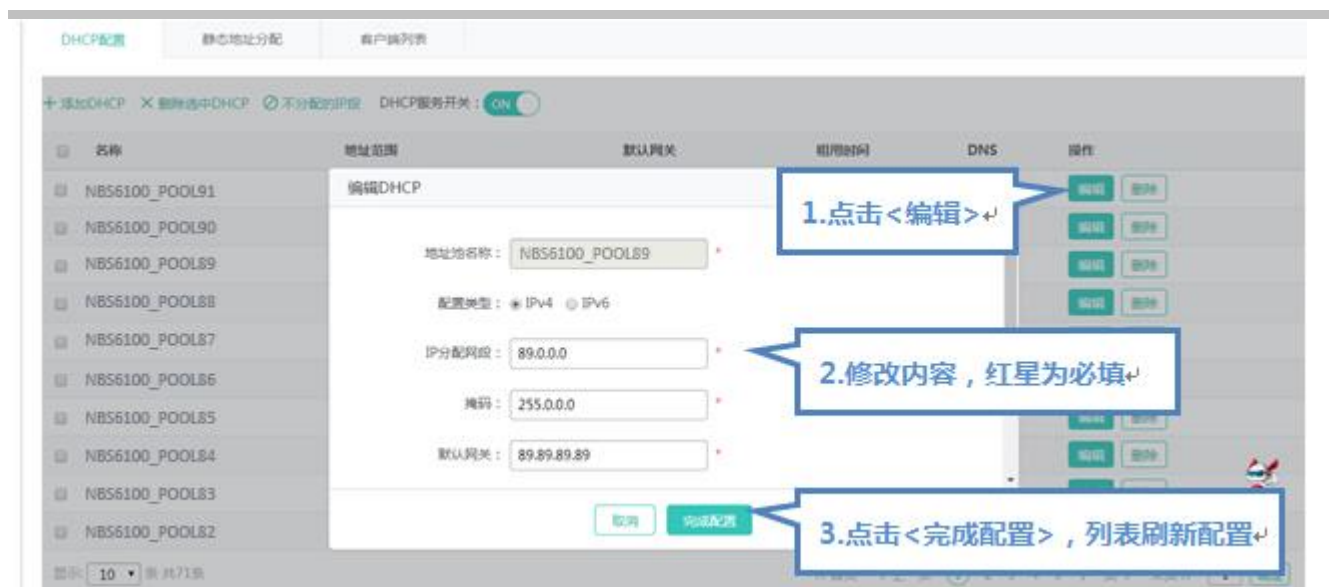 DHCP配置 静态地址分配 客户端列表
添加DHCP 删除选中DHCP 不分配的IP段 DHCP服务开关：ON
名称 地址范围 默认网关 租用时间 DNS 操作
NBS6100_POOL91 编辑 删除
NBS6100_POOL90 编辑 删除
NBS6100_POOL89 编辑 删除
NBS6100_POOL88 编辑 删除
NBS6100_POOL87
NBS6100_POOL86
NBS6100_POOL85 编辑 删除
NBS6100_POOL84 编辑 删除
NBS6100_POOL83
NBS6100_POOL82
显示: 10 条 共71条
编辑DHCP
地址池名称： NBS6100_POOL89 *
配置类型： IPv4 IPv6
IP分配网段： 89.0.0.0 *
掩码： 255.0.0.0 *
默认网关： 89.89.89.89 *
取消 完成配置
1.点击<编辑>↵
2.修改内容，红星为必填↵
3.点击<完成配置>，列表刷新配置↵